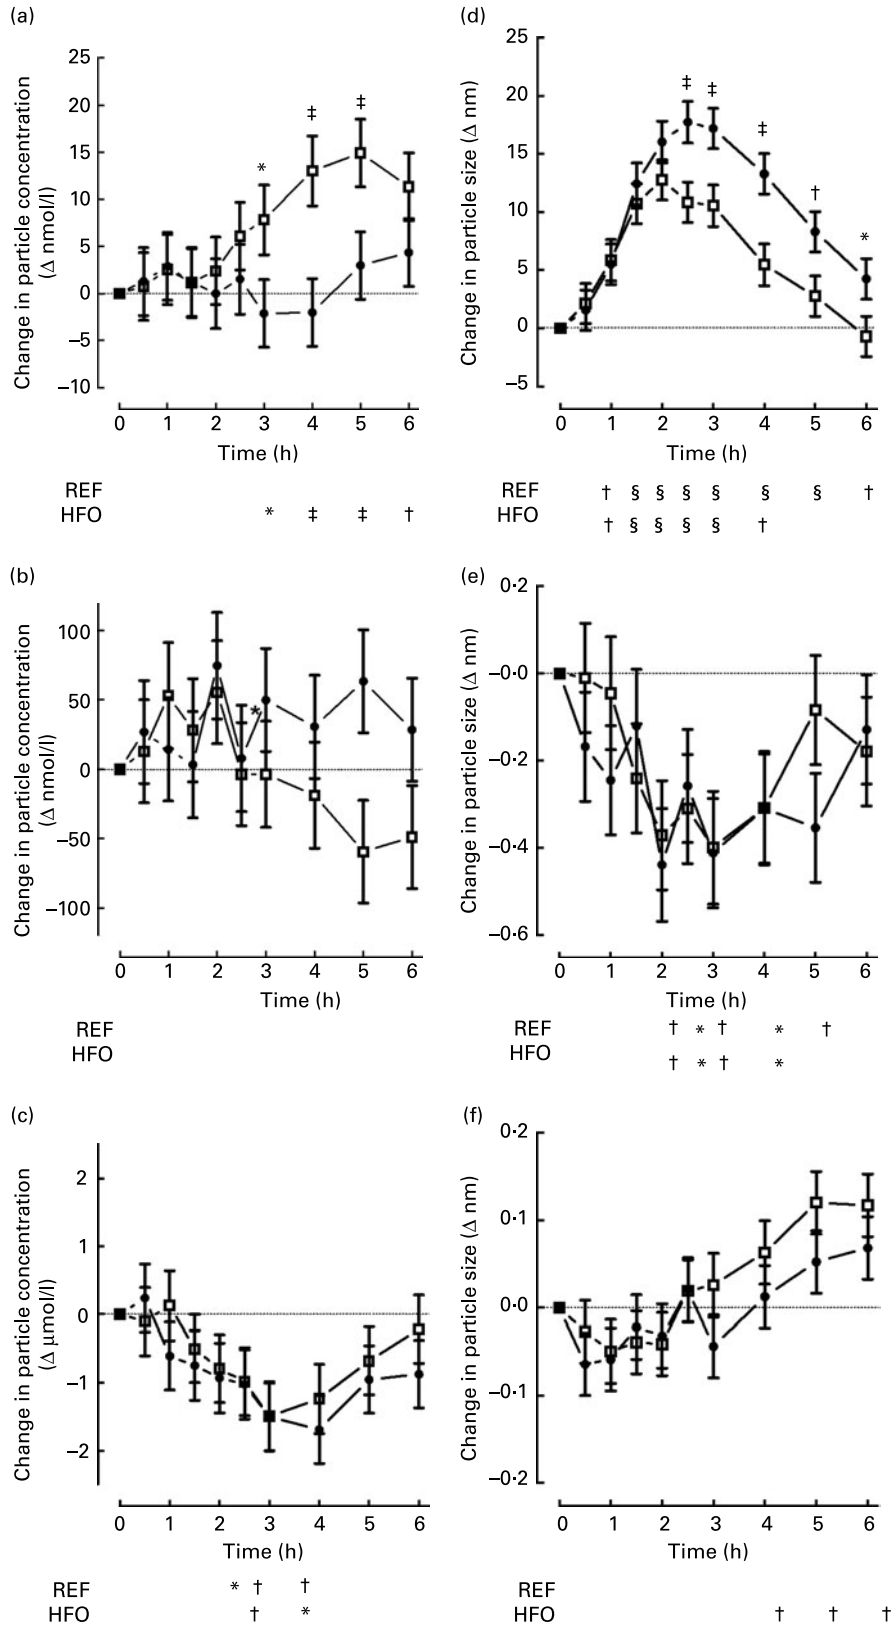 (a)
Change in particle concentration
(Δ nmol/l)
25
20
15
10
5
0
–5
–10
* ‡ ‡
0 1 2 3 4 5 6
Time (h)
REF
HFO * ‡ ‡ †
(d)
Change in particle size (Δ nm)
25
20
15
10
5
0
–5
‡ ‡ ‡ † *
0 1 2 3 4 5 6
Time (h)
REF † § § § § § § †
HFO † § § § § †
(b)
Change in particle concentration
(Δ nmol/l)
100
50
0
–50
–100
*
0 1 2 3 4 5 6
Time (h)
REF
HFO
(e)
Change in particle size (Δ nm)
0·2
–0·0
–0·2
–0·4
–0·6
0 1 2 3 4 5 6
Time (h)
REF † * † * †
HFO † * † *
(c)
Change in particle concentration
(Δ μmol/l)
2
1
0
–1
–2
0 1 2 3 4 5 6
Time (h)
REF * † †
HFO † *
(f)
Change in particle size (Δ nm)
0·2
0·1
–0·0
–0·1
–0·2
0 1 2 3 4 5 6
Time (h)
REF
HFO † † †